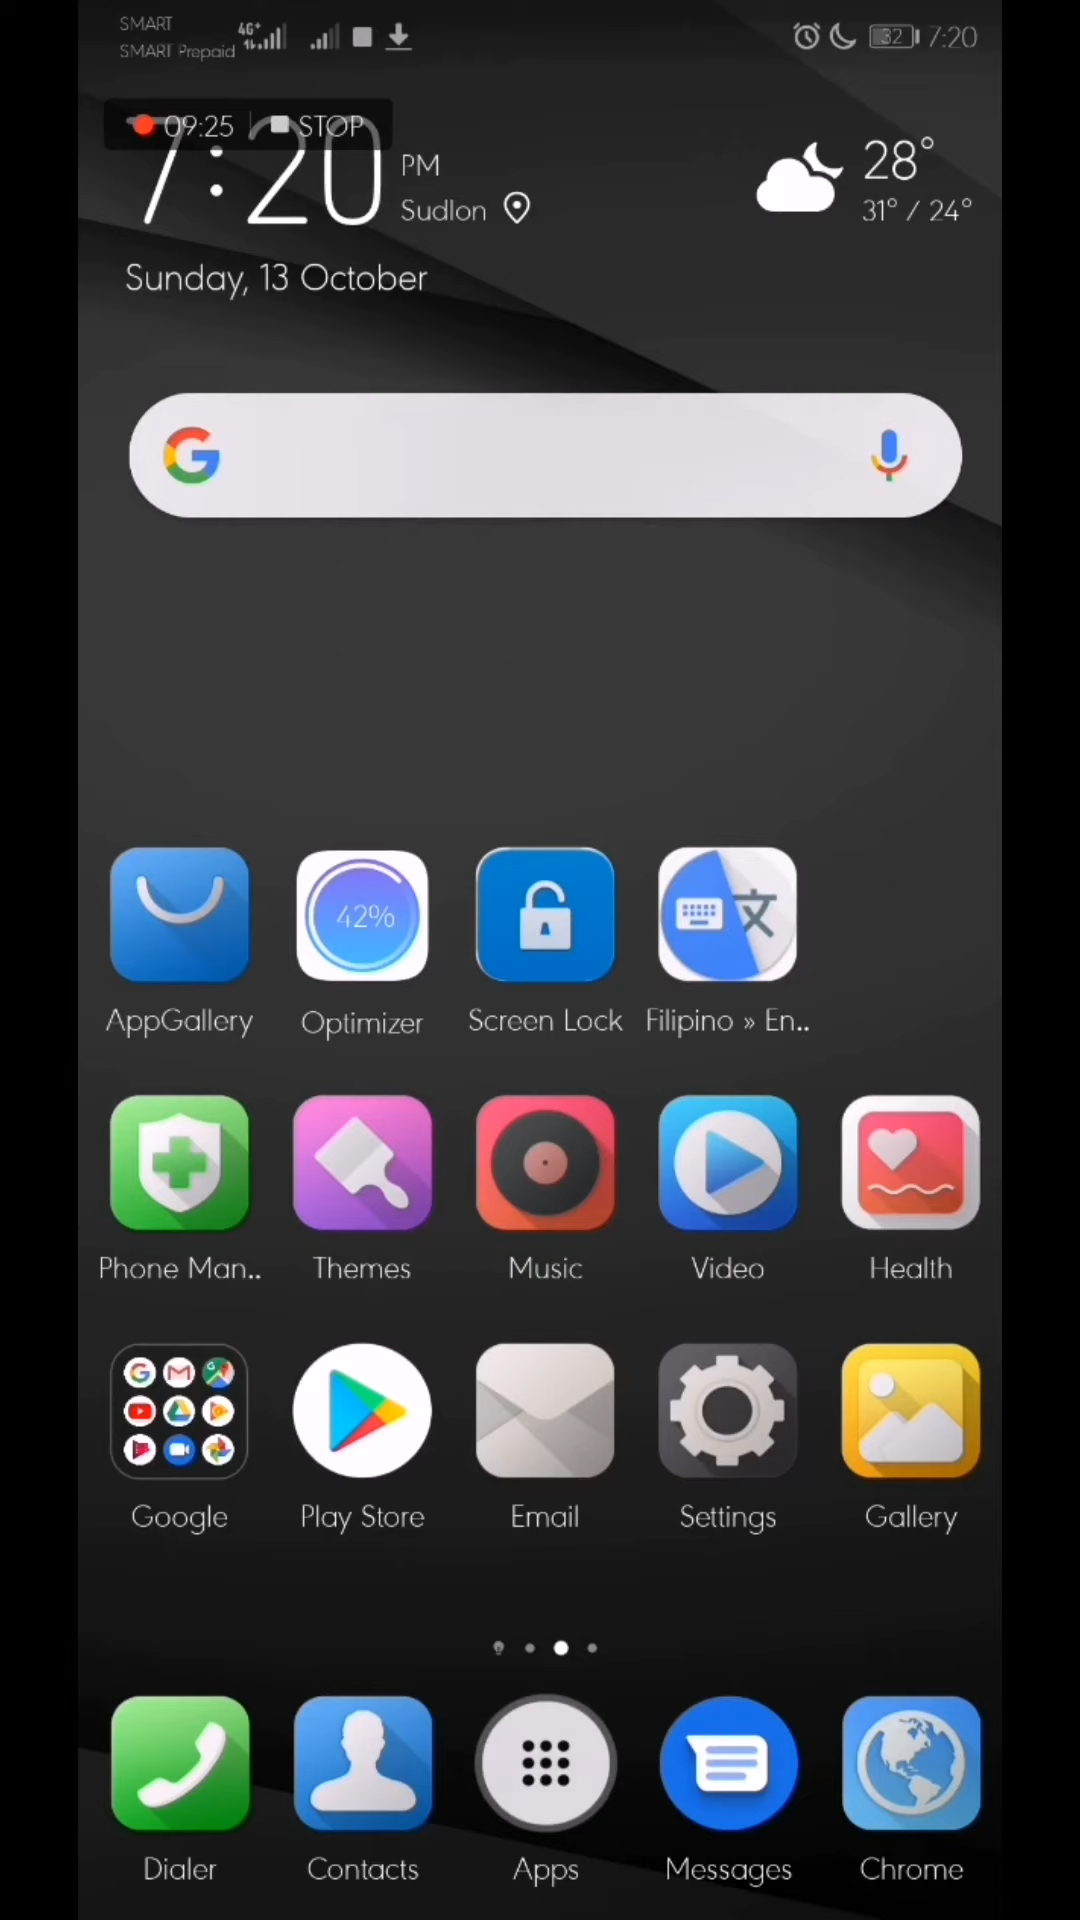 SMART
SMART Prepaid
4G+
32
7:20
09:25
STOP
7:20
PM
Sudlon
28°
31° / 24°
Sunday, 13 October
42%
AppGallery
Optimizer
Screen Lock
Filipino » En..
Phone Man..
Themes
Music
Video
Health
Google
Play Store
Email
Settings
Gallery
Dialer
Contacts
Apps
Messages
Chrome